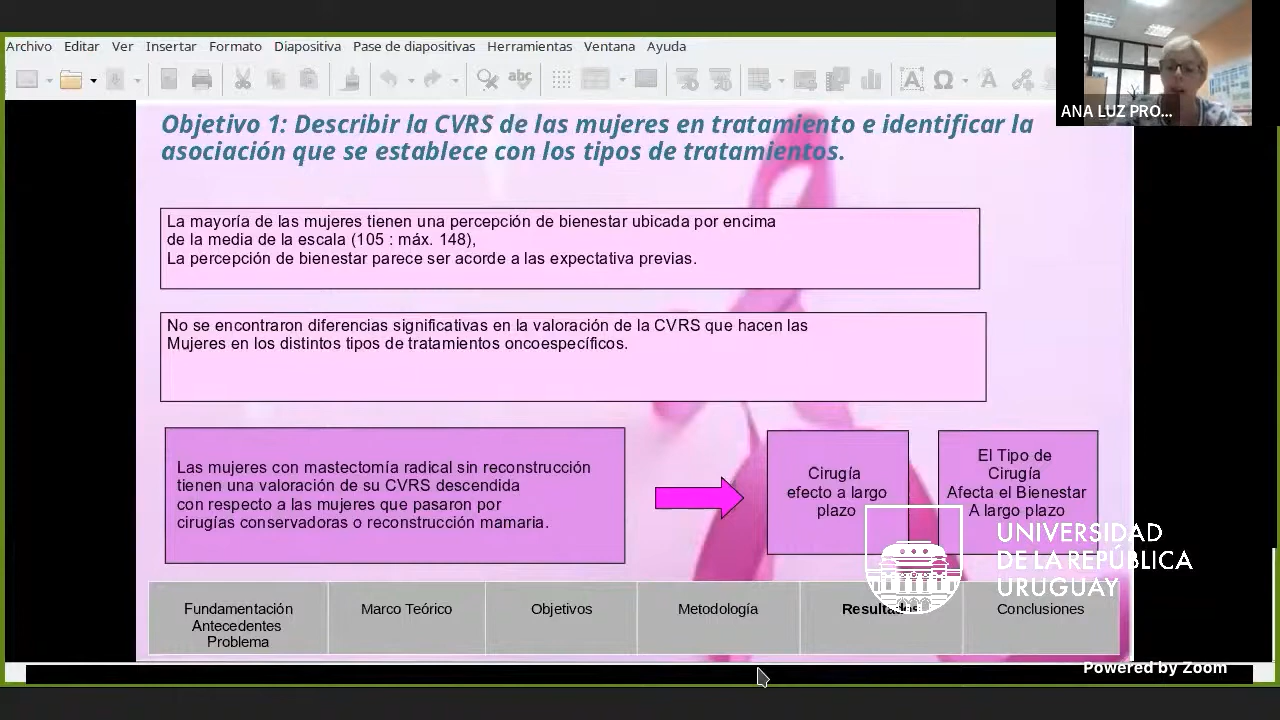 Archivo Editar Ver Insertar Formato Diapositiva Pase de diapositivas Herramientas Ventana Ayuda
abc
ANA LUZ PRO...
Objetivo 1: Describir la CVRS de las mujeres en tratamiento e identificar la
asociación que se establece con los tipos de tratamientos.
La mayoría de las mujeres tienen una percepción de bienestar ubicada por encima
de la media de la escala (105 : máx. 148),
La percepción de bienestar parece ser acorde a las expectativa previas.
No se encontraron diferencias significativas en la valoración de la CVRS que hacen las
Mujeres en los distintos tipos de tratamientos oncoespecíficos.
Las mujeres con mastectomía radical sin reconstrucción
tienen una valoración de su CVRS descendida
con respecto a las mujeres que pasaron por
cirugías conservadoras o reconstrucción mamaria.
Cirugía
efecto a largo
plazo
El Tipo de
Cirugía
Afecta el Bienestar
A largo plazo
UNIVERSIDAD
DE LA REPÚBLICA
URUGUAY
Fundamentación
Antecedentes
Problema
Marco Teórico
Objetivos
Metodología
Resultados
Conclusiones
Powered by Zoom